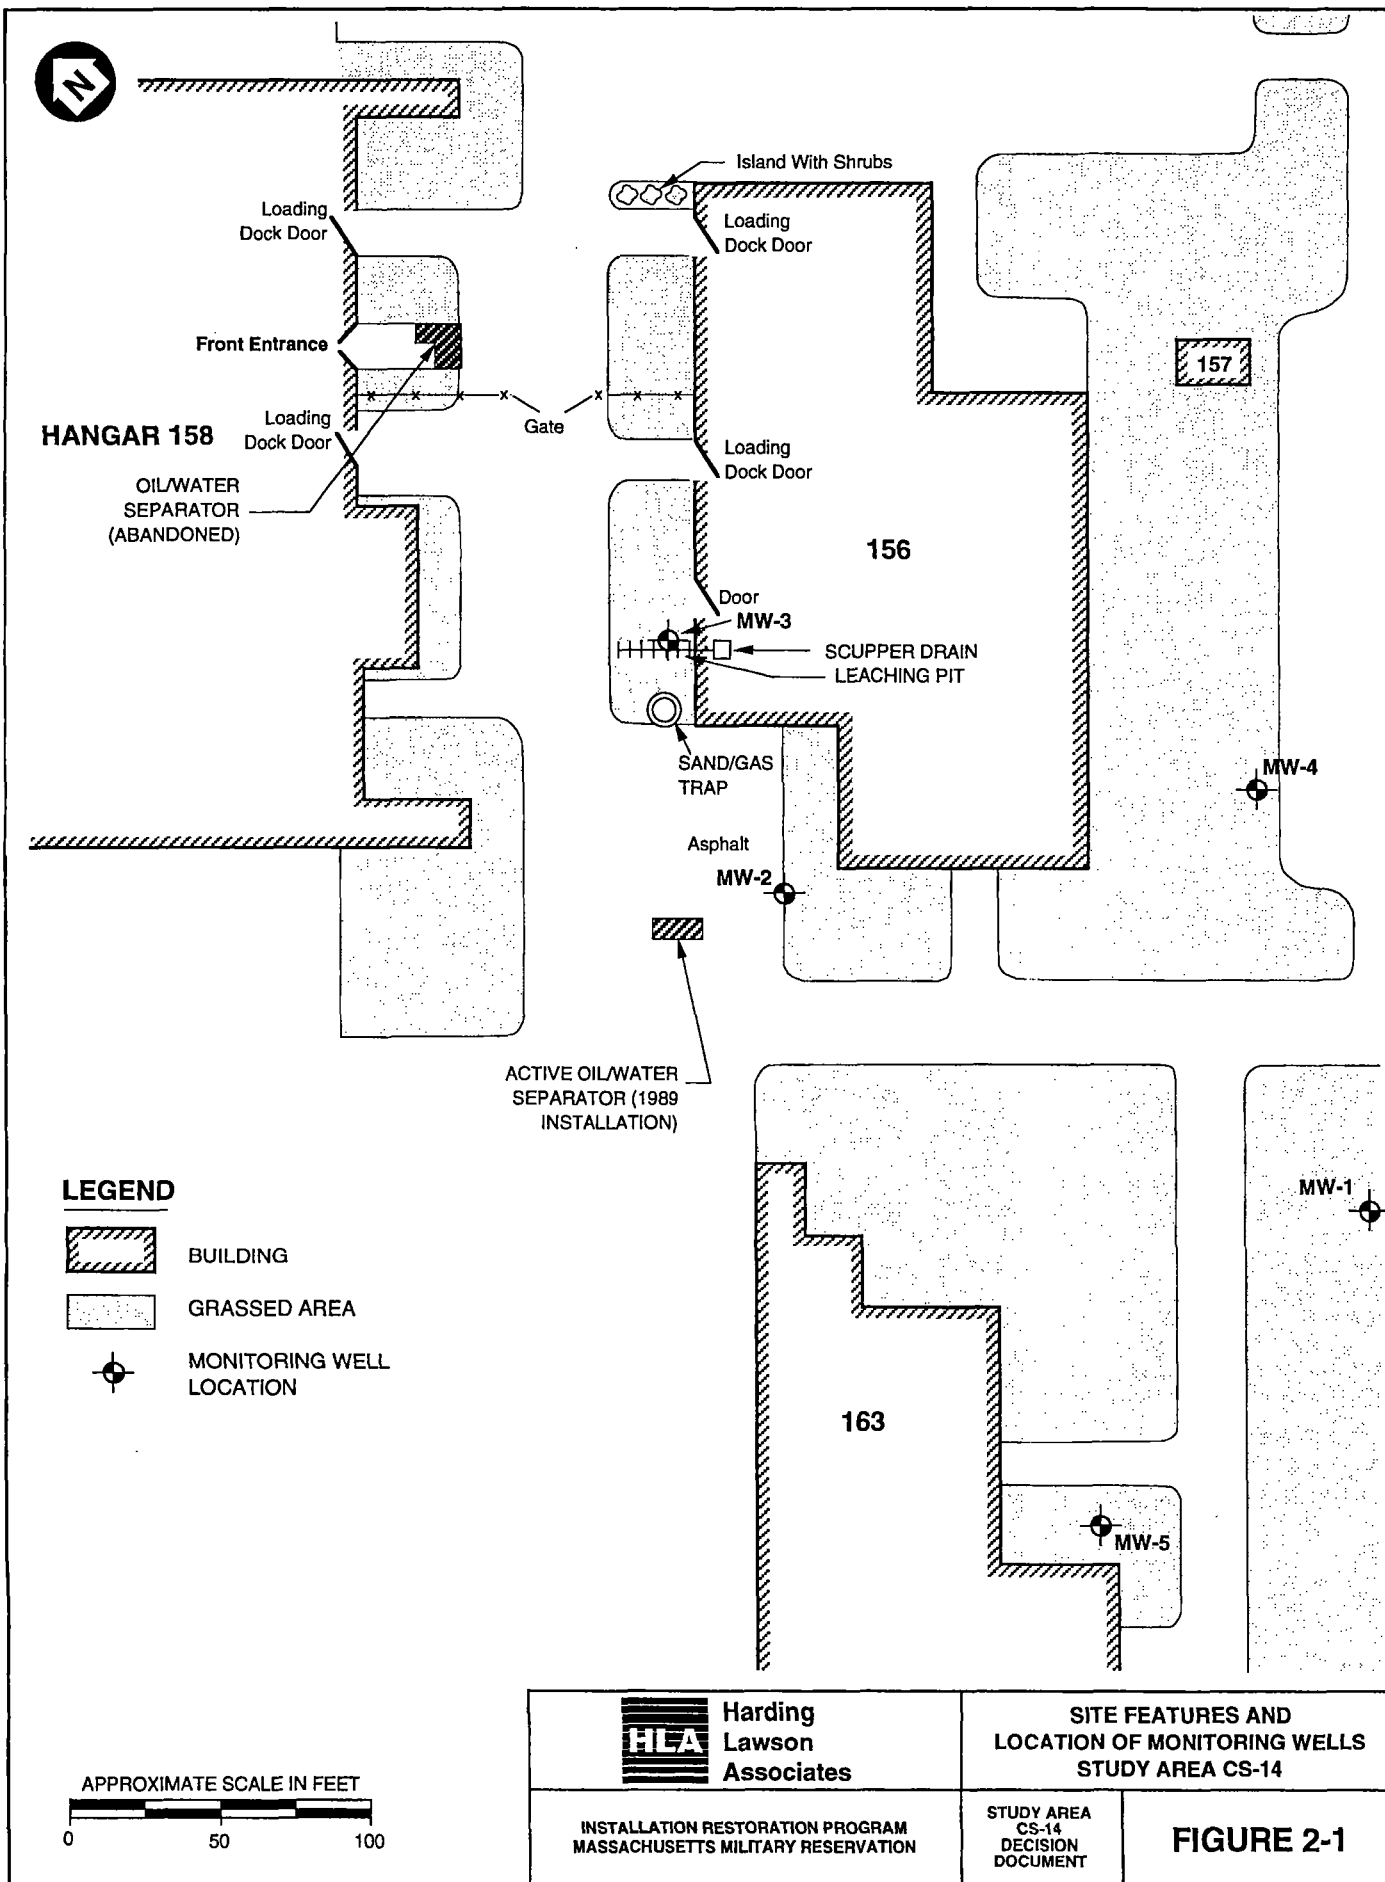 N
Island With Shrubs
Loading
Dock Door
Loading
Dock Door
Front Entrance
157
HANGAR 158
Loading
Dock Door
Gate
Loading
Dock Door
OIL/WATER
SEPARATOR
(ABANDONED)
156
Door
MW-3
SCUPPER DRAIN
LEACHING PIT
SAND/GAS
TRAP
MW-4
Asphalt
MW-2
ACTIVE OIL/WATER
SEPARATOR (1989
INSTALLATION)
LEGEND
BUILDING
GRASSED AREA
MONITORING WELL
LOCATION
MW-1
163
MW-5
APPROXIMATE SCALE IN FEET
0 50 100
HLA
Harding
Lawson
Associates
SITE FEATURES AND
LOCATION OF MONITORING WELLS
STUDY AREA CS-14
INSTALLATION RESTORATION PROGRAM
MASSACHUSETTS MILITARY RESERVATION
STUDY AREA
CS-14
DECISION
DOCUMENT
FIGURE 2-1